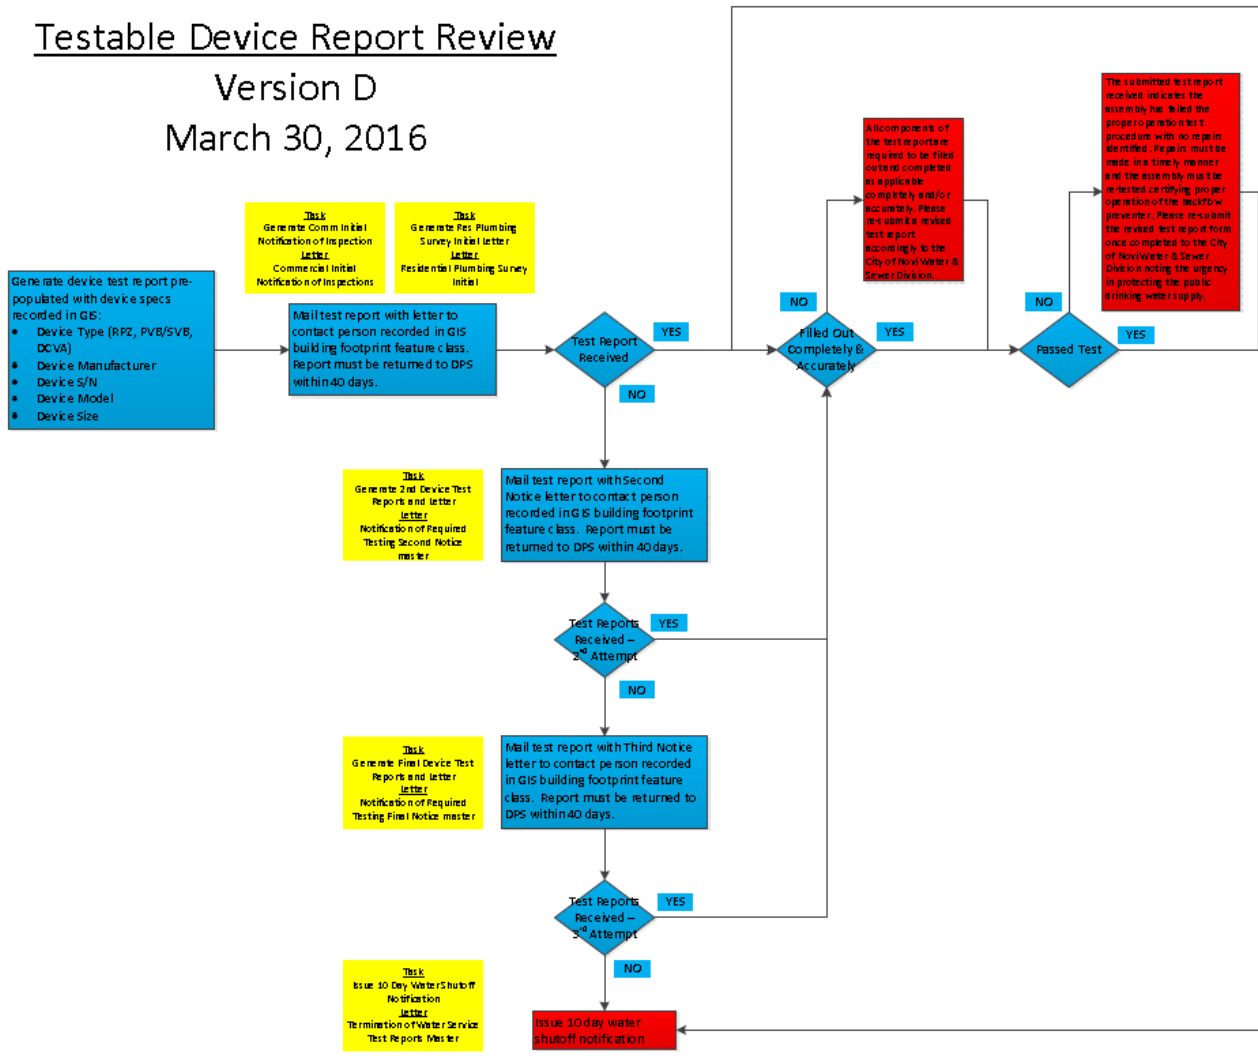 Testable Device Report Review
Version D
March 30, 2016
The submitted test report
received indicates the
assembly has failed the
proper operation test
procedure with no repairs
identified. Repairs must be
made in a timely manner
and the assembly must be
re-tested certifying proper
operation of the backflow
preventer. Please re-submit
the revised test report form
once completed to the City
of Novi Water & Sewer
Division noting the urgency
in protecting the public
drinking water supply.
All components of
the test report are
required to be filled
out and completed
as applicable
completely and/or
accurately. Please
re-submit a revised
test report
accordingly to the
City of Novi Water &
Sewer Division.
Task
Generate Comm Initial
Notification of Inspection
Letter
Commercial Initial
Notification of Inspections
Task
Generate Res Plumbing
Survey Initial Letter
Letter
Residential Plumbing Survey
Initial
Generate device test report pre-
populated with device specs
recorded in GIS:
• Device Type (RPZ, PVB/SVB,
DCVA)
• Device Manufacturer
• Device S/N
• Device Model
• Device Size
Mail test report with letter to
contact person recorded in GIS
building footprint feature class.
Report must be returned to DPS
within 40 days.
Test Report
Received
YES
NO
NO
Filled Out
Completely &
Accurately
YES
NO
Passed Test
YES
Task
Generate 2nd Device Test
Reports and Letter
Letter
Notification of Required
Testing Second Notice
master
Mail test report with Second
Notice letter to contact person
recorded in GIS building footprint
feature class. Report must be
returned to DPS within 40 days.
Test Reports
Received –
2nd Attempt
YES
NO
Task
Generate Final Device Test
Reports and Letter
Letter
Notification of Required
Testing Final Notice master
Mail test report with Third Notice
letter to contact person recorded
in GIS building footprint feature
class. Report must be returned to
DPS within 40 days.
Test Reports
Received –
3rd Attempt
YES
NO
Task
Issue 10 Day Water Shutoff
Notification
Letter
Termination of Water Service
Test Reports Master
Issue 10 day water
shutoff notification